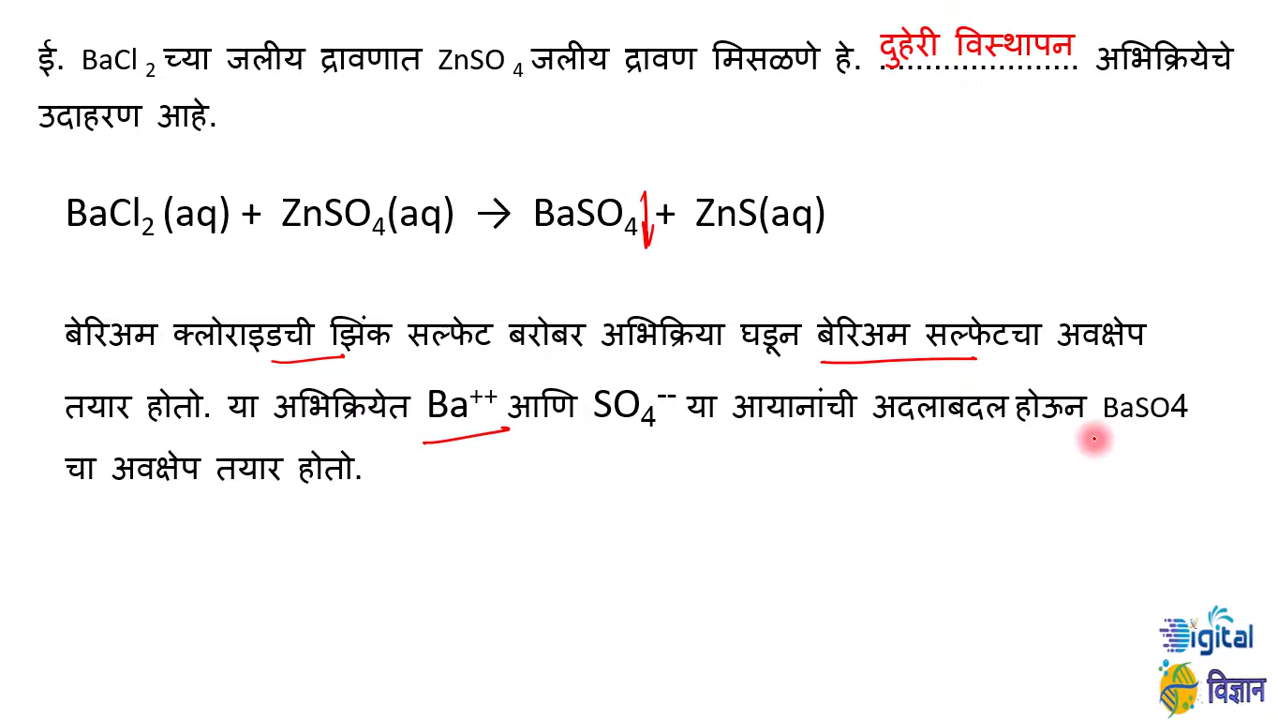 ई. BaCl 2 च्या जलीय द्रावणात ZnSO 4 जलीय द्रावण मिसळणे हे. दुहेरी विस्थापन अभिक्रियेचे
उदाहरण आहे.
BaCl₂ (aq) + ZnSO₄(aq) → BaSO₄↓ + ZnS(aq)
बेरिअम क्लोराइडची झिंक सल्फेट बरोबर अभिक्रिया घडून बेरिअम सल्फेटचा अवक्षेप
तयार होतो. या अभिक्रियेत Ba⁺⁺ आणि SO₄⁻⁻ या आयानांची अदलाबदल होऊन BaSO4
चा अवक्षेप तयार होतो.
Digital
विज्ञान